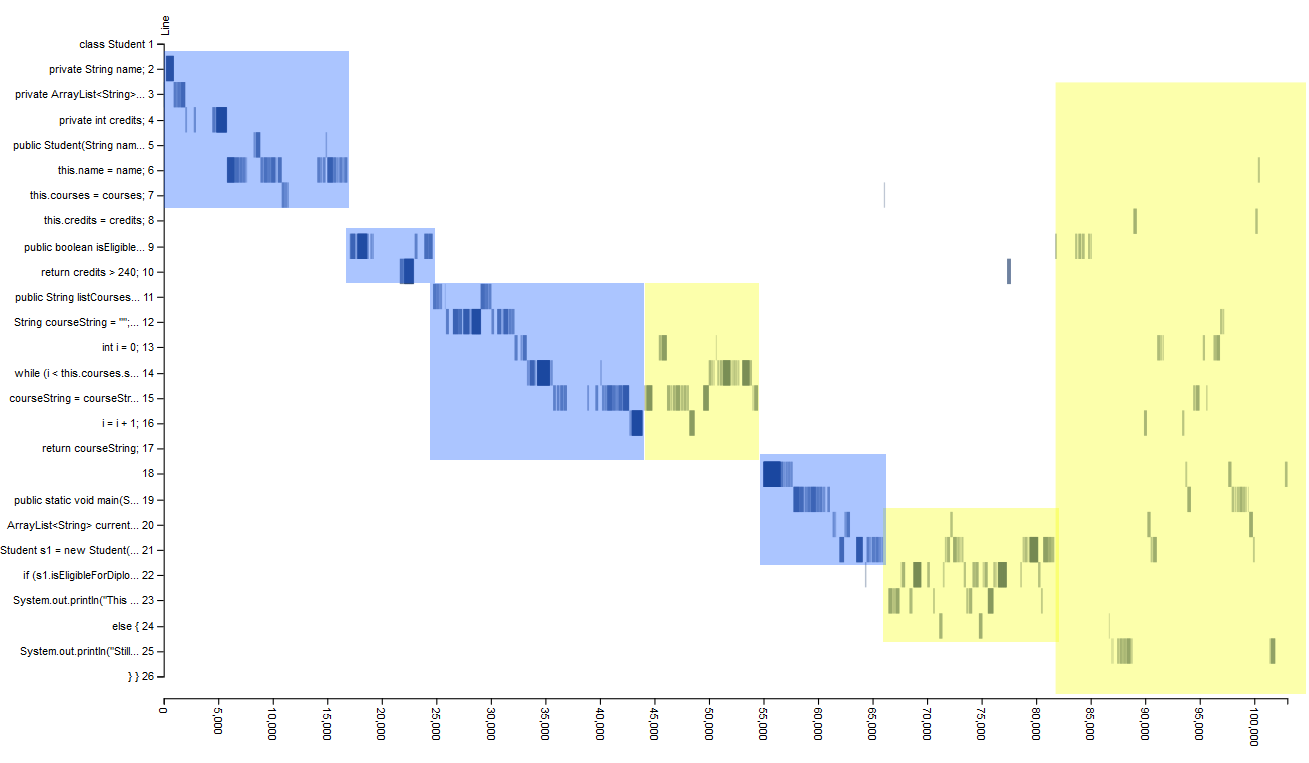 Line
class Student 1
private String name; 2
private ArrayList<String>... 3
private int credits; 4
public Student(String nam... 5
this.name = name; 6
this.courses = courses; 7
this.credits = credits; 8
public boolean isEligible... 9
return credits > 240; 10
public String listCourses... 11
String courseString = "";... 12
int i = 0; 13
while (i < this.courses.s... 14
courseString = courseStr... 15
i = i + 1; 16
return courseString; 17
18
public static void main(S... 19
ArrayList<String> current... 20
Student s1 = new Student(... 21
if (s1.isEligibleForDiplo... 22
System.out.println("This ... 23
else { 24
System.out.println("Still... 25
} } 26
0 5,000 10,000 15,000 20,000 25,000 30,000 35,000 40,000 45,000 50,000 55,000 60,000 65,000 70,000 75,000 80,000 85,000 90,000 95,000 100,000